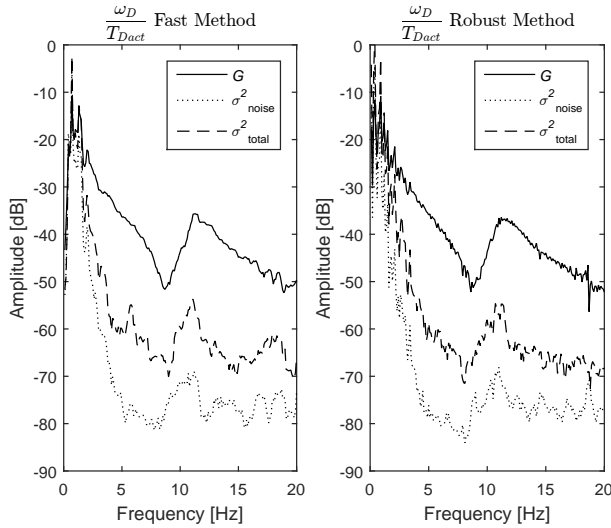 ω_D/T_Dact Fast Method
0
-10
-20
-30
-40
-50
-60
-70
-80
-90
Amplitude [dB]
G
σ²noise
σ²total
0 5 10 15 20
Frequency [Hz]
ω_D/T_Dact Robust Method
0
-10
-20
-30
-40
-50
-60
-70
-80
-90
Amplitude [dB]
G
σ²noise
σ²total
0 5 10 15 20
Frequency [Hz]